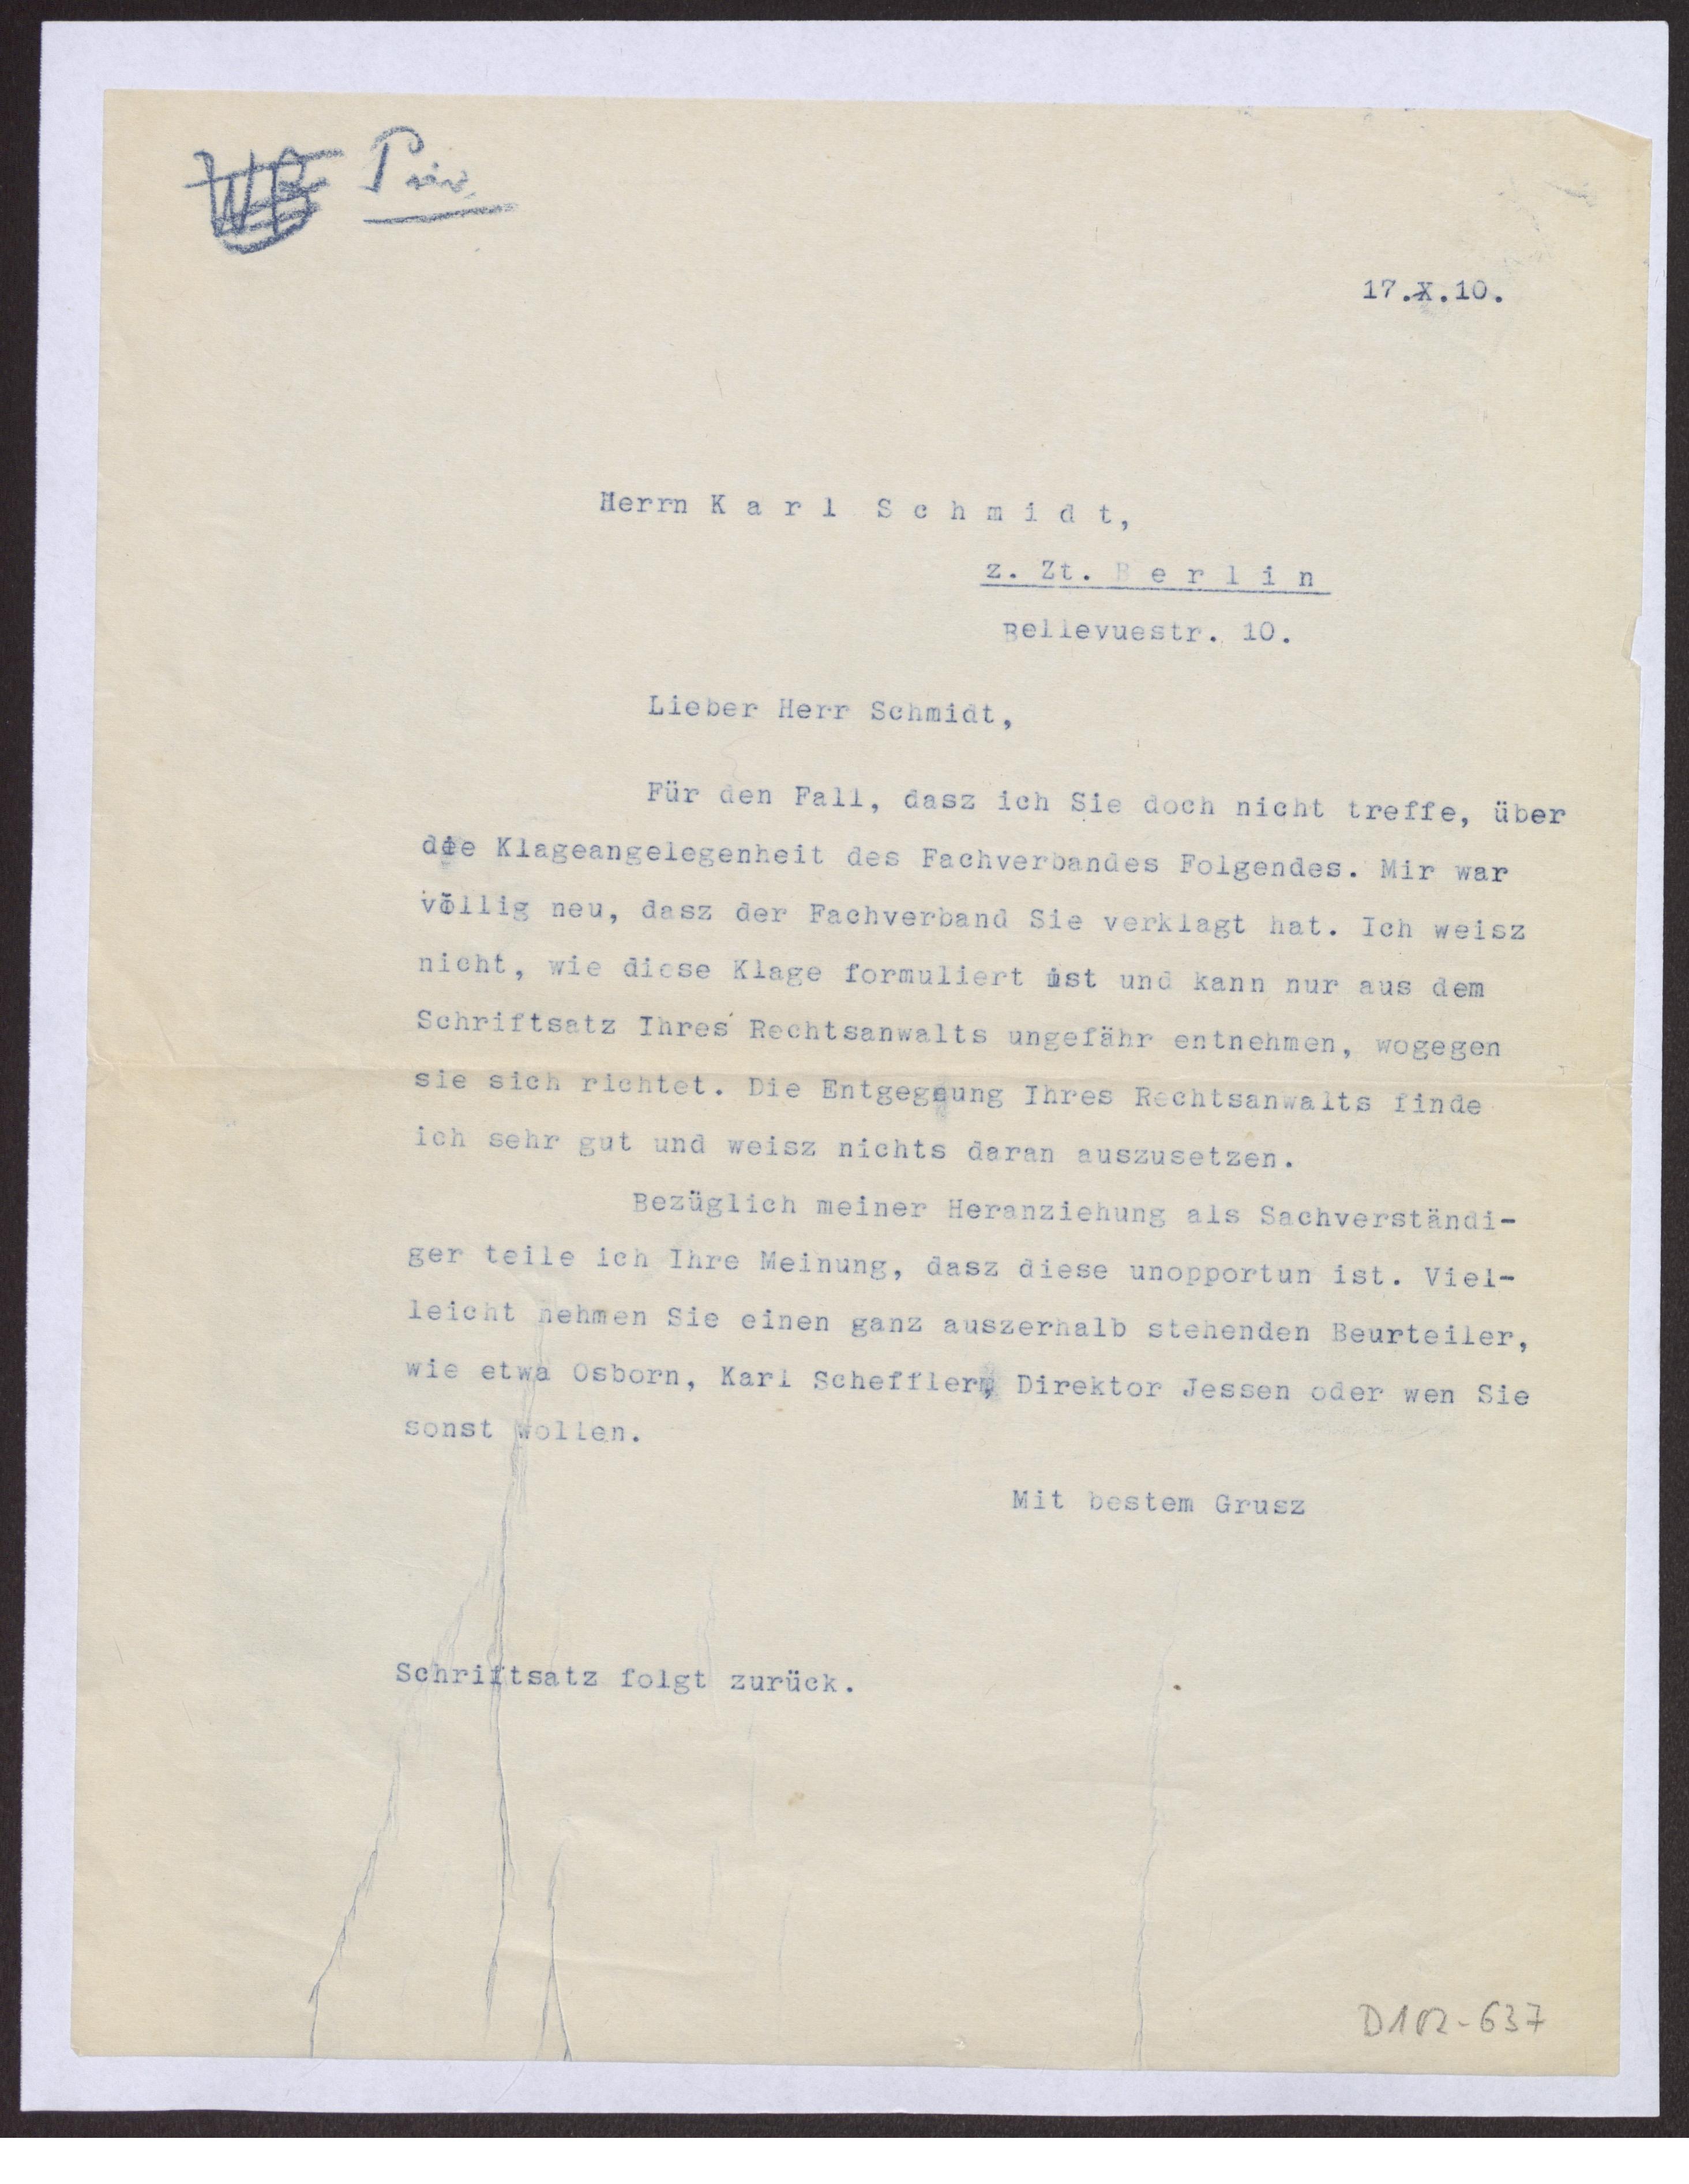 Priv.
17.X.10.
Herrn K a r l  S c h m i d t,
z. Zt. B e r l i n
Bellevuestr. 10.
Lieber Herr Schmidt,
Für den Fall, dasz ich Sie doch nicht treffe, über
die Klageangelegenheit des Fachverbandes Folgendes. Mir war
völlig neu, dasz der Fachverband Sie verklagt hat. Ich weisz
nicht, wie diese Klage formuliert ist und kann nur aus dem
Schriftsatz Ihres Rechtsanwalts ungefähr entnehmen, wogegen
sie sich richtet. Die Entgegnung Ihres Rechtsanwalts finde
ich sehr gut und weisz nichts daran auszusetzen.
Bezüglich meiner Heranziehung als Sachverständi-
ger teile ich Ihre Meinung, dasz diese unopportun ist. Viel-
leicht nehmen Sie einen ganz auszerhalb stehenden Beurteiler,
wie etwa Osborn, Karl Scheffler, Direktor Jessen oder wen Sie
sonst wollen.
Mit bestem Grusz
Schriftsatz folgt zurück.
D102-637